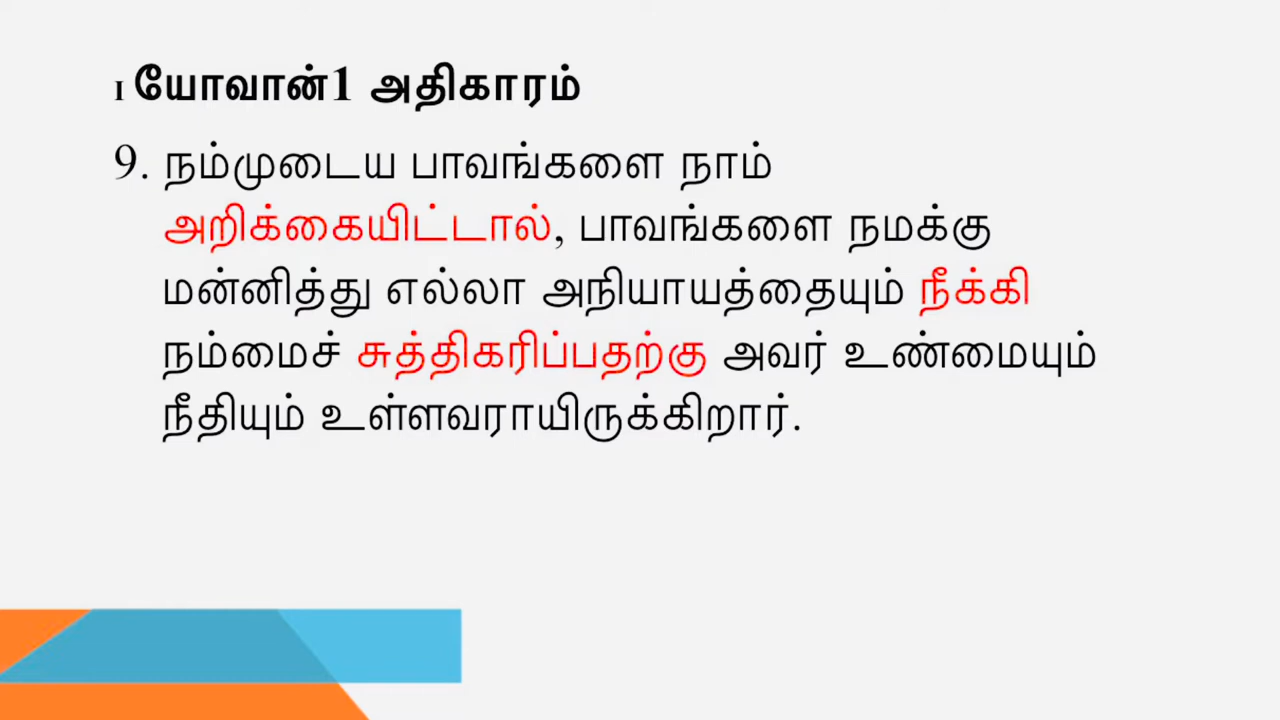 I யோவான்1 அதிகாரம்
9. நம்முடைய பாவங்களை நாம்
அறிக்கையிட்டால், பாவங்களை நமக்கு
மன்னித்து எல்லா அநியாயத்தையும் நீக்கி
நம்மைச் சுத்திகரிப்பதற்கு அவர் உண்மையும்
நீதியும் உள்ளவராயிருக்கிறார்.